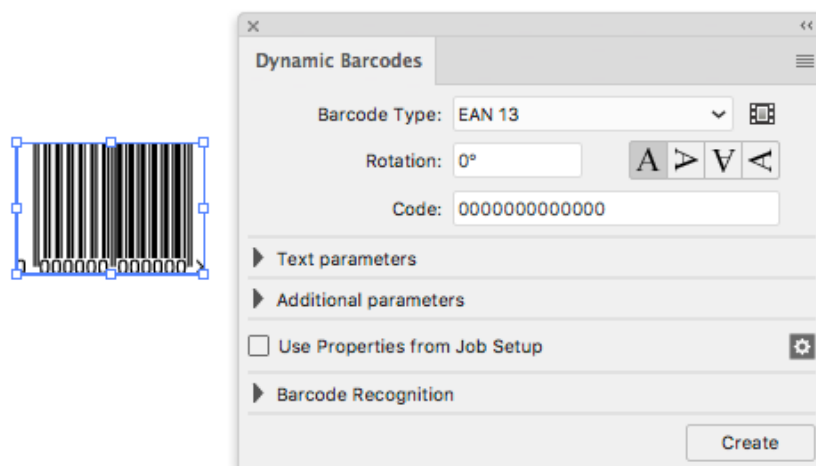 Dynamic Barcodes
Barcode Type: EAN 13
Rotation: 0° A A A A
Code: 0000000000000
0 000000 000000 >
Text parameters
Additional parameters
Use Properties from Job Setup
Barcode Recognition
Create